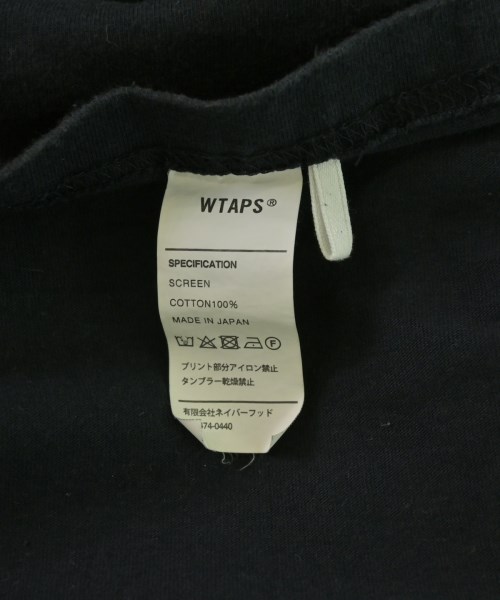 WTAPS®
SPECIFICATION
SCREEN
COTTON100%
MADE IN JAPAN
プリント部分アイロン禁止
タンブラー乾燥禁止
有限会社ネイバーフッド
474-0440